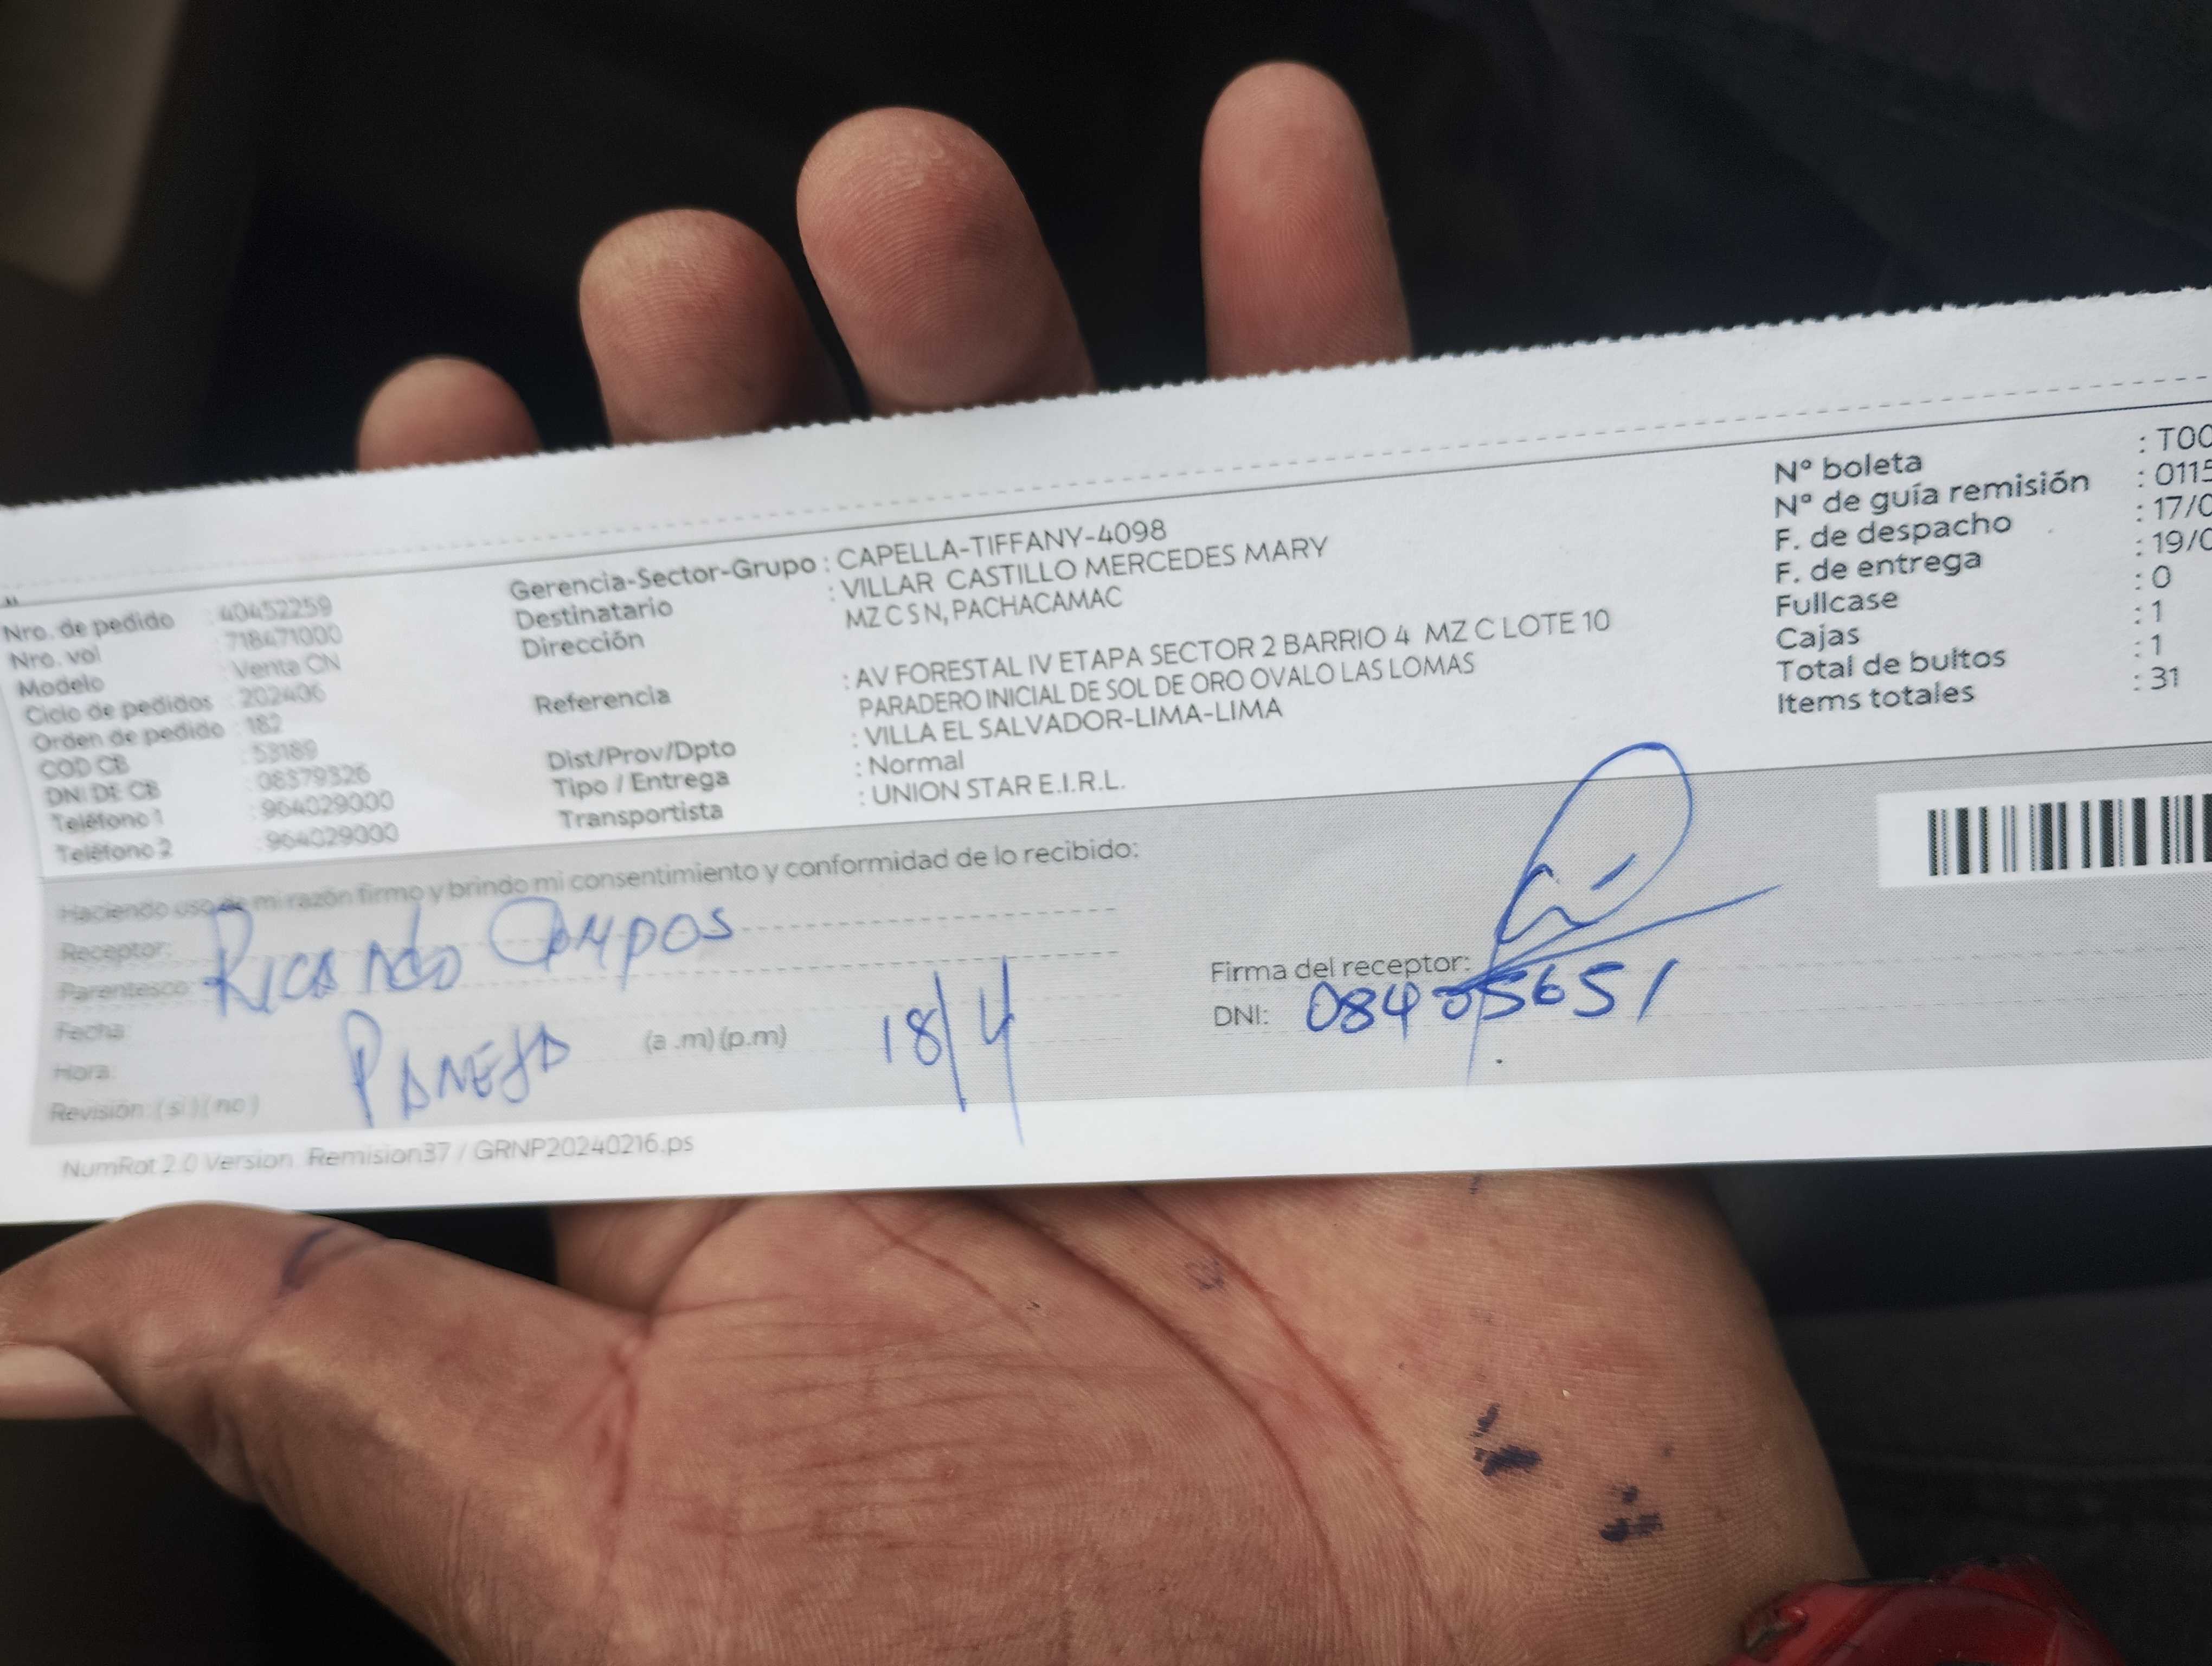 Nro. de pedido : 40452259
Nro. vol : 718471000
Modelo : Venta CN
Ciclo de pedidos : 202406
Orden de pedido : 182
COD CB : 53189
DNI DE CB : 08379326
Teléfono 1 : 964029000
Teléfono 2 : 964029000
Gerencia-Sector-Grupo : CAPELLA-TIFFANY-4098
Destinatario : VILLAR CASTILLO MERCEDES MARY
Dirección MZ C S N, PACHACAMAC
Referencia : AV FORESTAL IV ETAPA SECTOR 2 BARRIO 4 MZ C LOTE 10
PARADERO INICIAL DE SOL DE ORO OVALO LAS LOMAS
Dist/Prov/Dpto : VILLA EL SALVADOR-LIMA-LIMA
Tipo / Entrega : Normal
Transportista : UNION STAR E.I.R.L.
Nº boleta : T00
Nº de guía remisión : 0115
F. de despacho : 17/0
F. de entrega : 19/0
Fullcase : 0
Cajas : 1
Total de bultos : 1
Items totales : 31
Haciendo uso de mi razón firmo y brindo mi consentimiento y conformidad de lo recibido:
Receptor: Ricardo Campos
Parentesco:
Fecha:
Hora: Pareja (a .m) (p.m) 18/4
Revisión: ( si ) ( no )
Firma del receptor:
DNI: 08405651
NumRot 2.0 Version Remision37 / GRNP20240216.ps